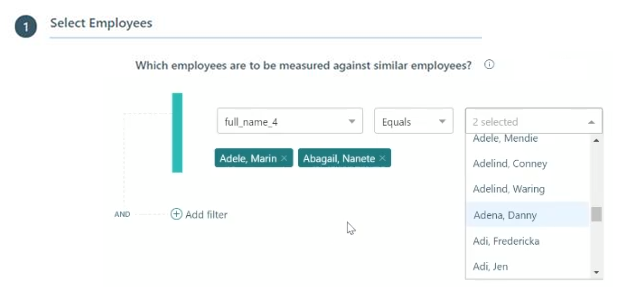 1 Select Employees
Which employees are to be measured against similar employees?
full_name_4 Equals 2 selected
Adele, Marin × Abagail, Nanete ×
Adele, Mendie
Adelind, Conney
Adelind, Waring
Adena, Danny
Adi, Fredericka
Adi, Jen
AND Add filter